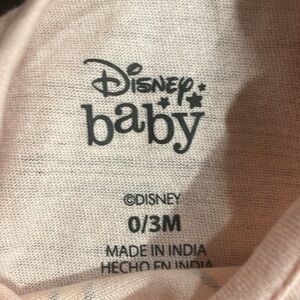 Disney
baby
©DISNEY
0/3M
MADE IN INDIA
HECHO EN INDIA